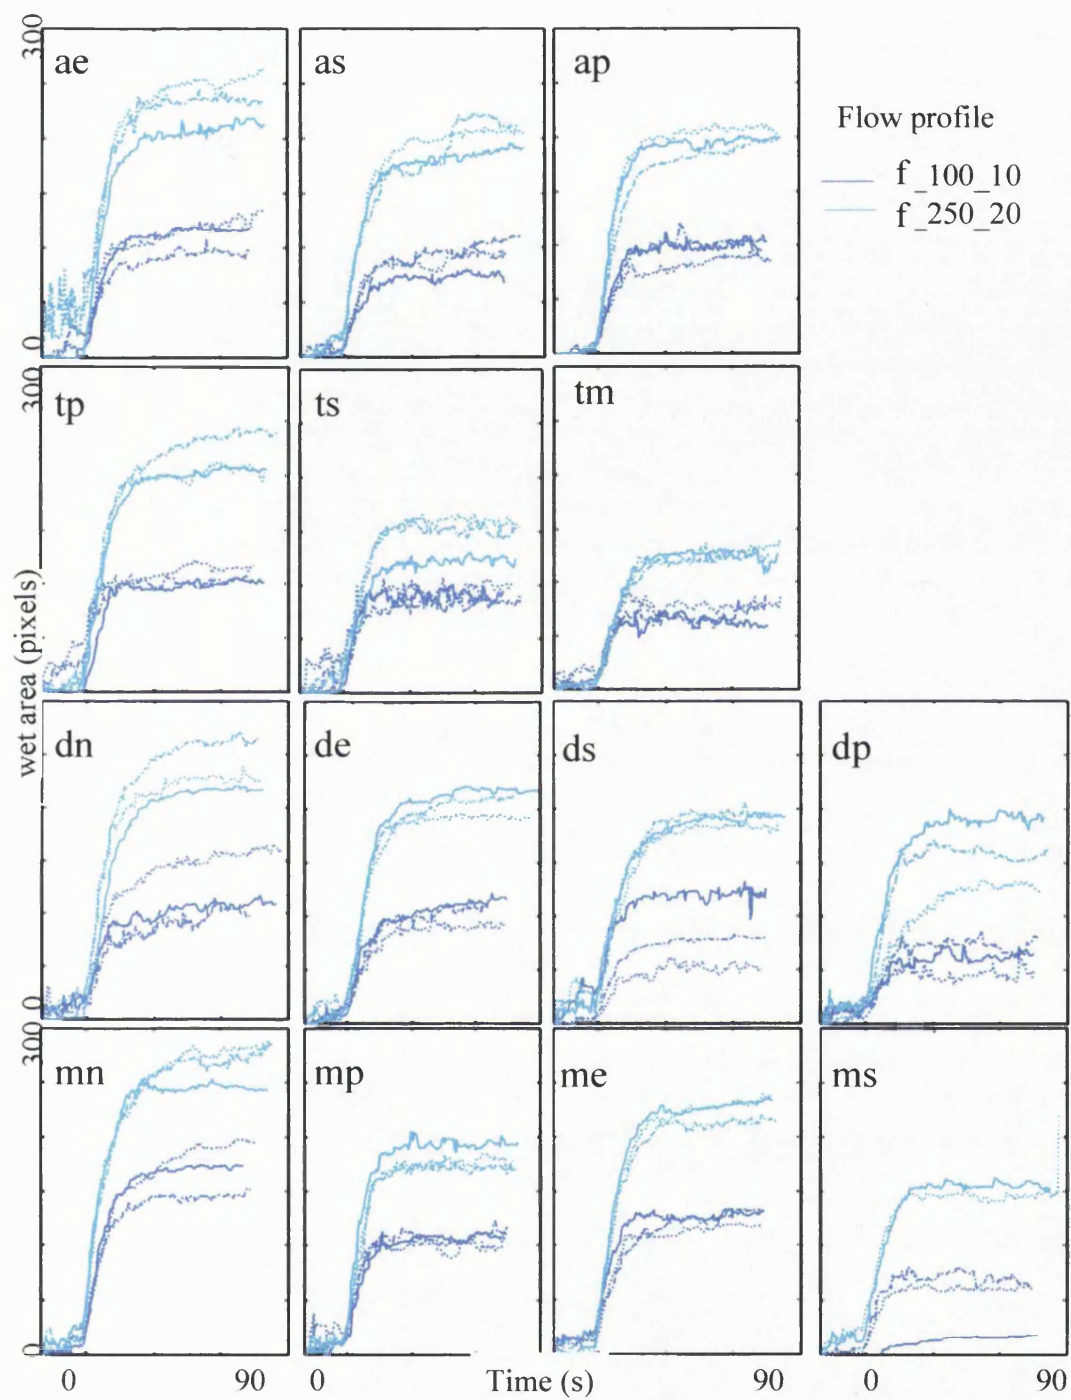 300
ae
as
ap
Flow profile
f_100_10
f_250_20
0
300
tp
ts
tm
wet area (pixels)
dn
de
ds
dp
0
300
mn
mp
me
ms
0
0
90
0
Time (s)
90
0
90